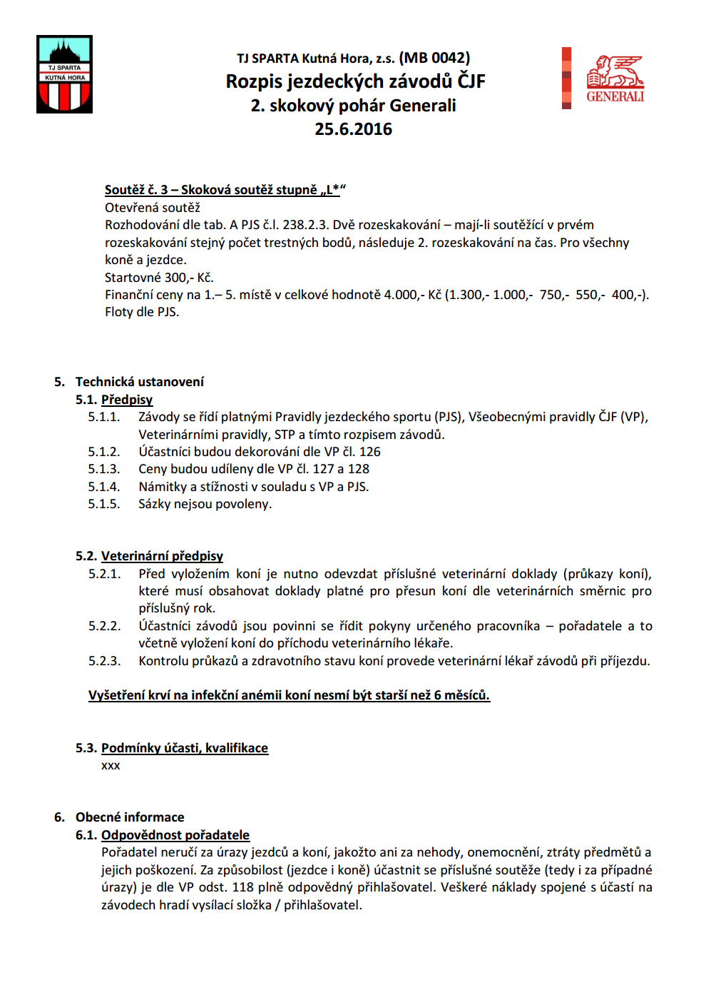 TJ SPARTA
KUTNÁ HORA
TJ SPARTA Kutná Hora, z.s. (MB 0042)
Rozpis jezdeckých závodů ČJF
2. skokový pohár Generali
25.6.2016
GENERALI
Soutěž č. 3 – Skoková soutěž stupně „L*“
Otevřená soutěž
Rozhodování dle tab. A PJS č.l. 238.2.3. Dvě rozeskakování – mají-li soutěžící v prvém
rozeskakování stejný počet trestných bodů, následuje 2. rozeskakování na čas. Pro všechny
koně a jezdce.
Startovné 300,- Kč.
Finanční ceny na 1.– 5. místě v celkové hodnotě 4.000,- Kč (1.300,- 1.000,-  750,-  550,-  400,-).
Floty dle PJS.
5. Technická ustanovení
5.1. Předpisy
5.1.1. Závody se řídí platnými Pravidly jezdeckého sportu (PJS), Všeobecnými pravidly ČJF (VP),
Veterinárními pravidly, STP a tímto rozpisem závodů.
5.1.2. Účastníci budou dekorování dle VP čl. 126
5.1.3. Ceny budou udíleny dle VP čl. 127 a 128
5.1.4. Námitky a stížnosti v souladu s VP a PJS.
5.1.5. Sázky nejsou povoleny.
5.2. Veterinární předpisy
5.2.1. Před vyložením koní je nutno odevzdat příslušné veterinární doklady (průkazy koní),
které musí obsahovat doklady platné pro přesun koní dle veterinárních směrnic pro
příslušný rok.
5.2.2. Účastníci závodů jsou povinni se řídit pokyny určeného pracovníka – pořadatele a to
včetně vyložení koní do příchodu veterinárního lékaře.
5.2.3. Kontrolu průkazů a zdravotního stavu koní provede veterinární lékař závodů při příjezdu.
Vyšetření krví na infekční anémii koní nesmí být starší než 6 měsíců.
5.3. Podmínky účasti, kvalifikace
xxx
6. Obecné informace
6.1. Odpovědnost pořadatele
Pořadatel neručí za úrazy jezdců a koní, jakožto ani za nehody, onemocnění, ztráty předmětů a
jejich poškození. Za způsobilost (jezdce i koně) účastnit se příslušné soutěže (tedy i za případné
úrazy) je dle VP odst. 118 plně odpovědný přihlašovatel. Veškeré náklady spojené s účastí na
závodech hradí vysílací složka / přihlašovatel.